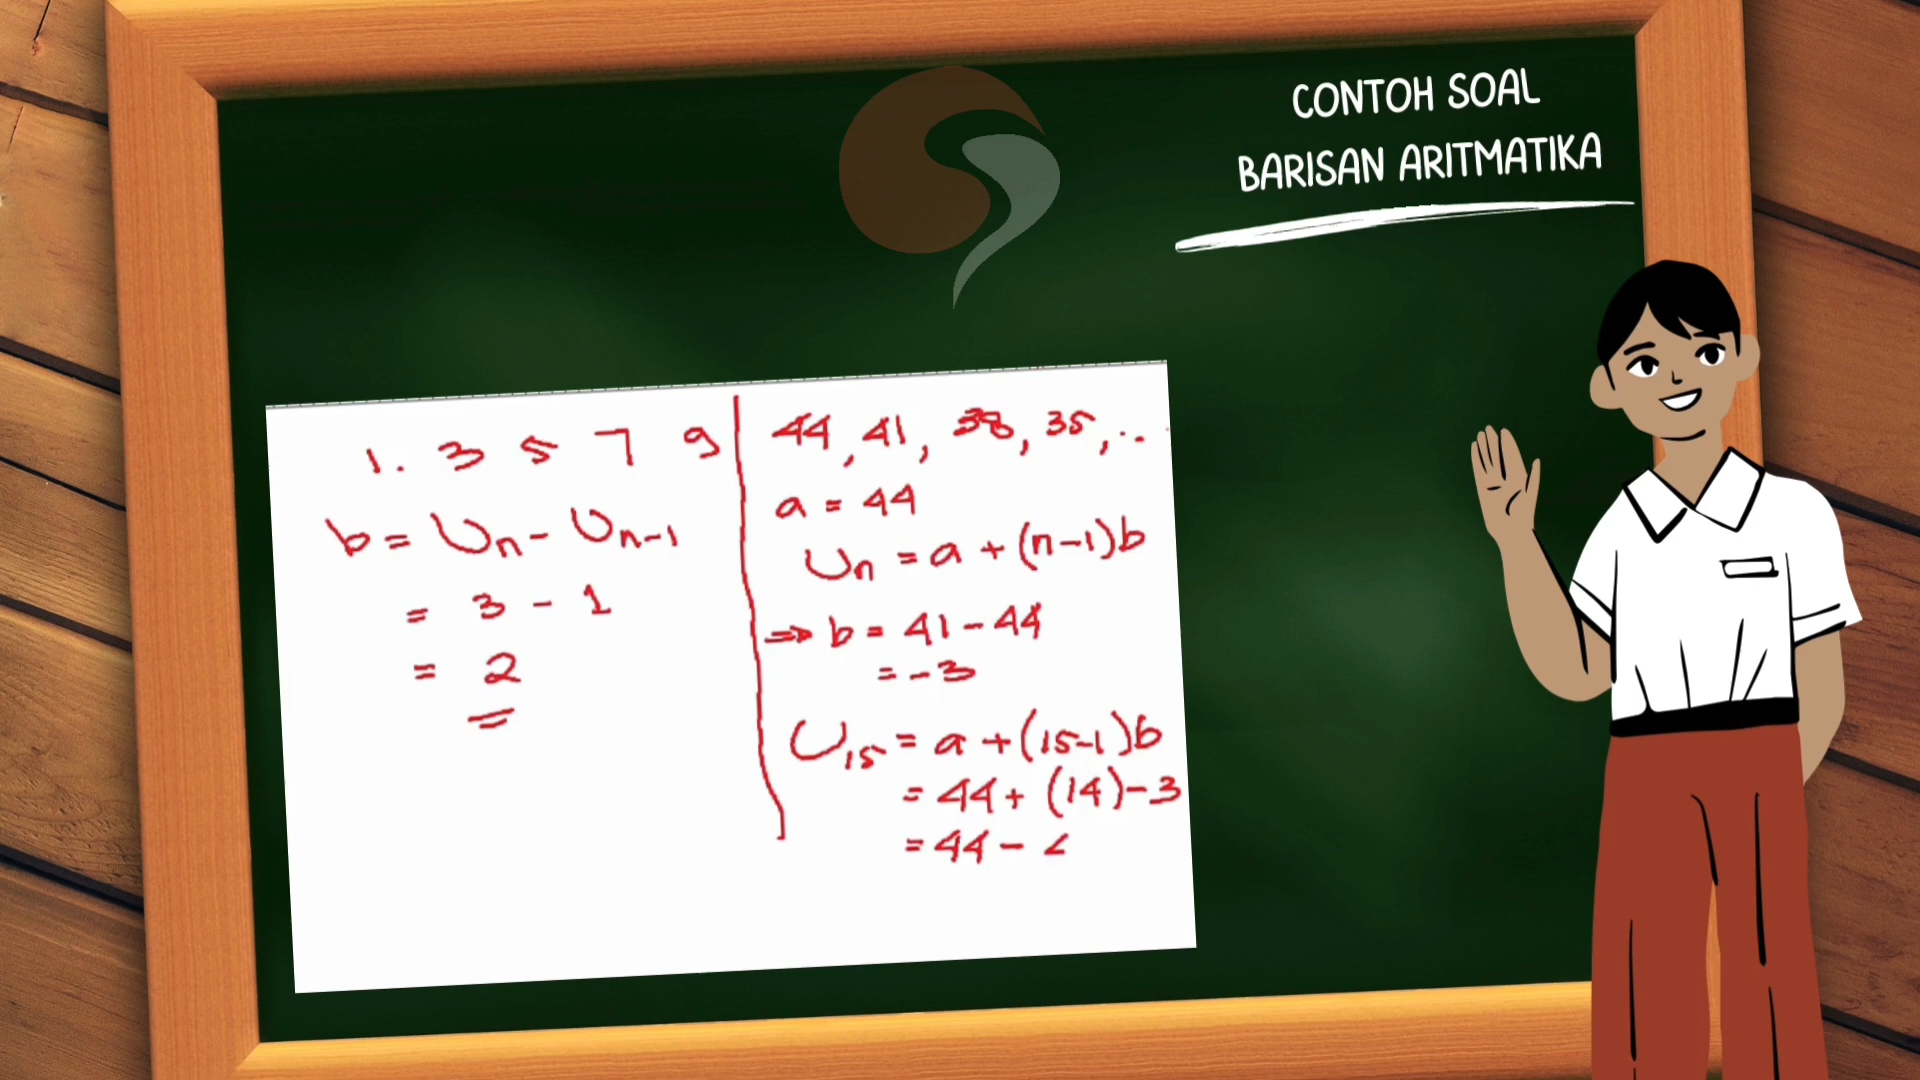 CONTOH SOAL
BARISAN ARITMATIKA
1. 3 5 7 9
b = Un - Un-1
= 3 - 1
= 2
44, 41, 38, 35, ..
a = 44
Un = a + (n-1)b
⇒ b = 41 - 44
= -3
U15 = a + (15-1)b
= 44 + (14)-3
= 44 -